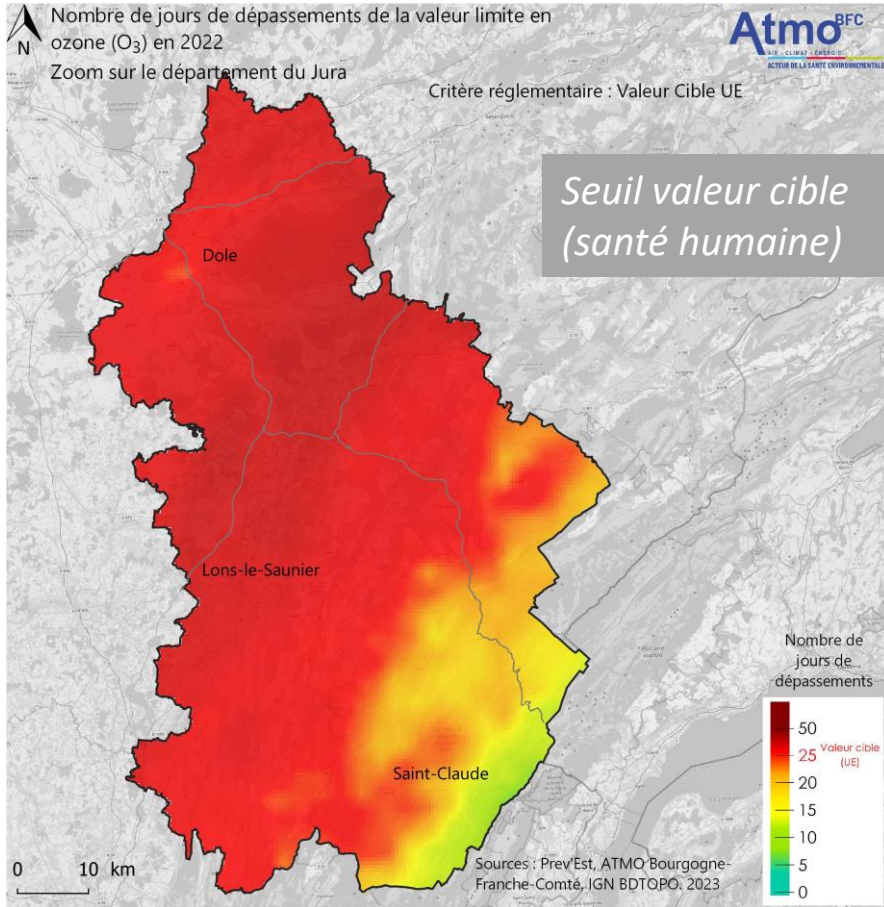 N
Nombre de jours de dépassements de la valeur limite en
ozone (O₃) en 2022
Zoom sur le département du Jura
Atmo BFC
AIR - CLIMAT - ÉNERGIE
ACTEUR DE LA SANTÉ ENVIRONNEMENTALE
Critère réglementaire : Valeur Cible UE
Seuil valeur cible
(santé humaine)
Dole
Lons-le-Saunier
Saint-Claude
Nombre de
jours de
dépassements
50
25 Valeur cible
(UE)
20
15
10
5
0
0 10 km
Sources : Prev'Est, ATMO Bourgogne-
Franche-Comté, IGN BDTOPO. 2023